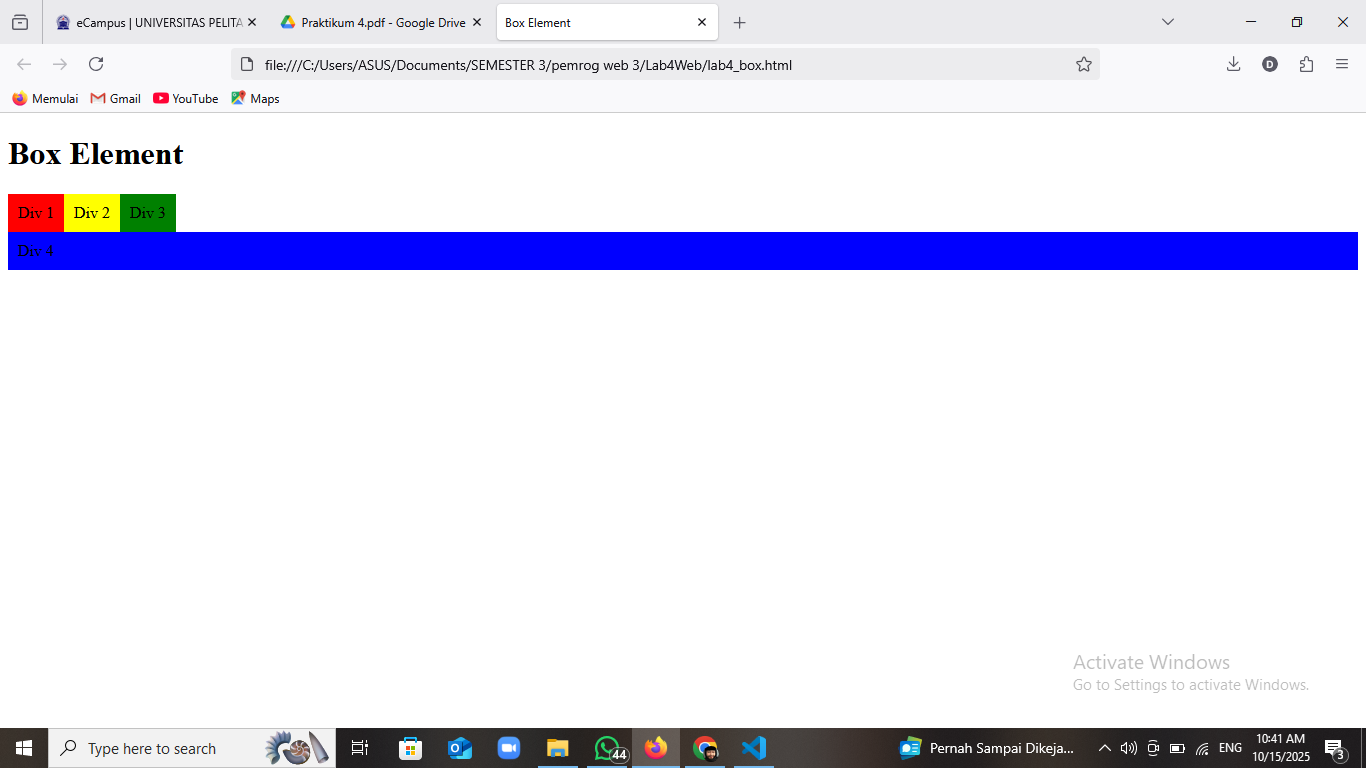 eCampus | UNIVERSITAS PELITA
Praktikum 4.pdf - Google Drive
Box Element
file:///C:/Users/ASUS/Documents/SEMESTER 3/pemrog web 3/Lab4Web/lab4_box.html
D
Memulai
Gmail
YouTube
Maps
Box Element
Div 1
Div 2
Div 3
Div 4
Activate Windows
Go to Settings to activate Windows.
Type here to search
44
Pernah Sampai Dikeja...
ENG
10:41 AM
10/15/2025
3